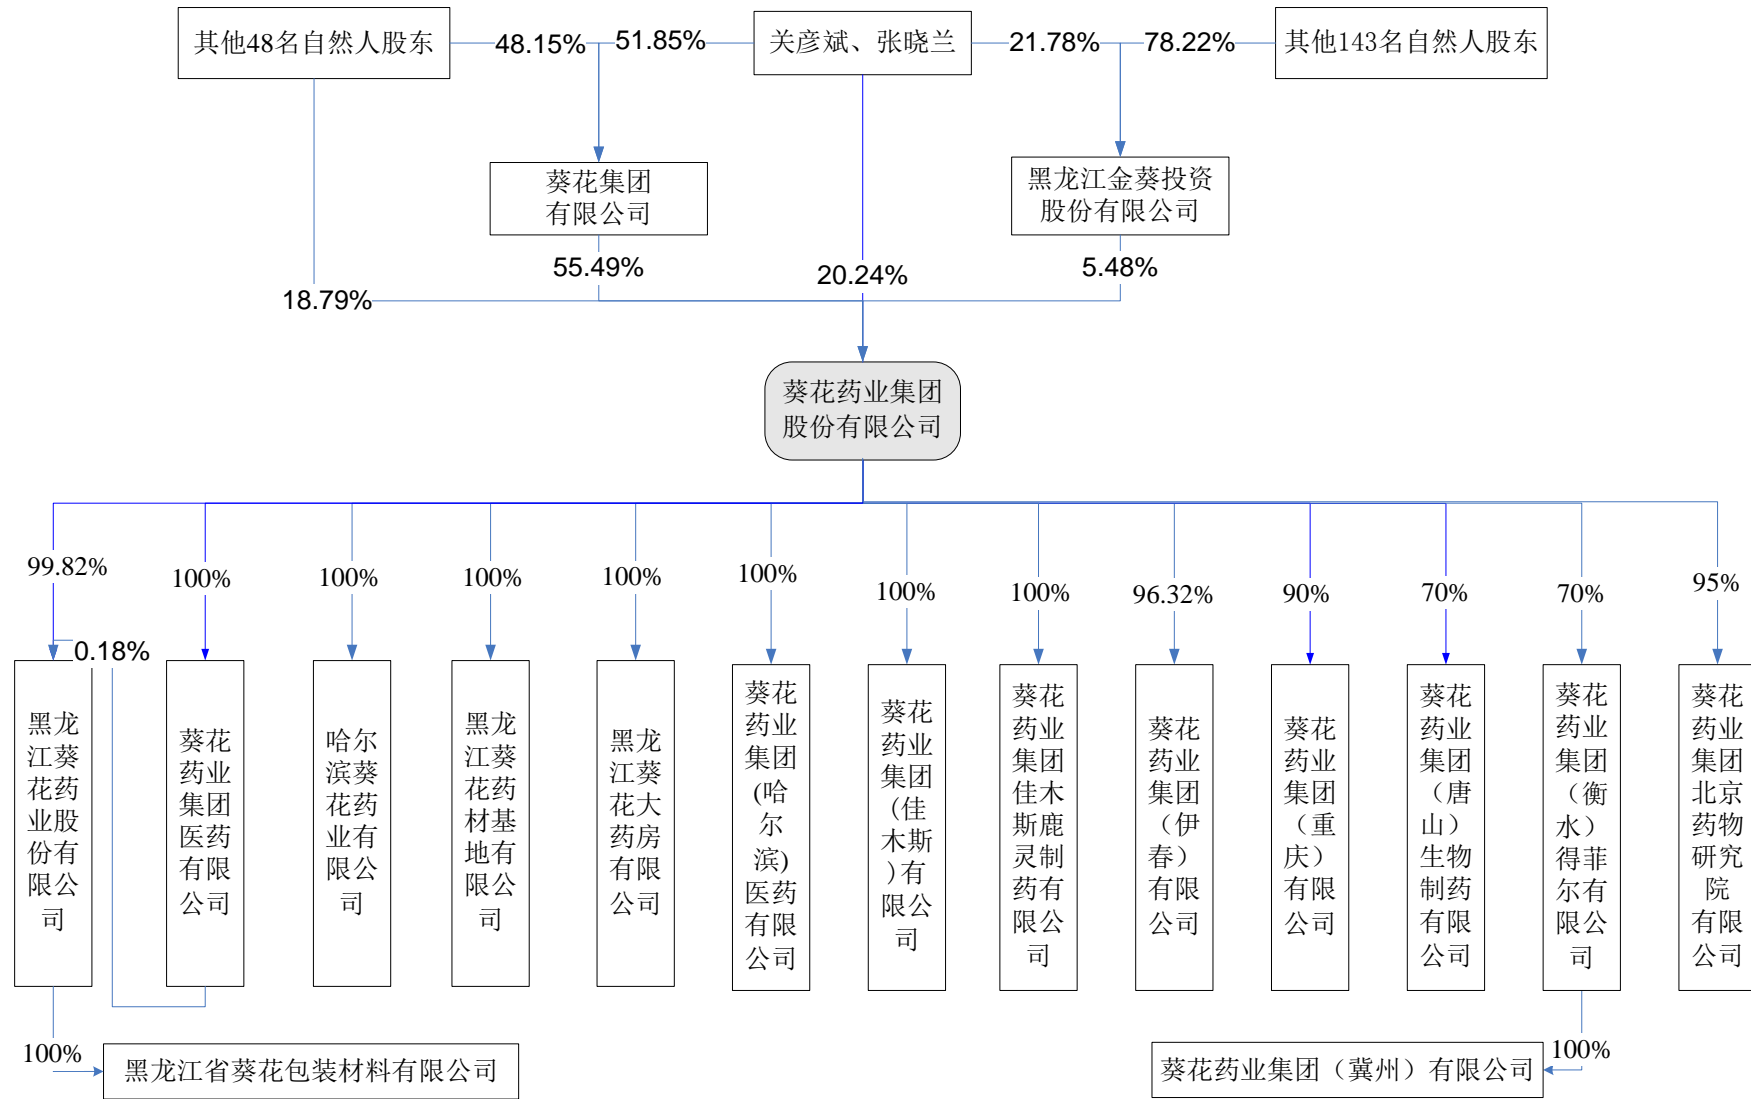 其他48名自然人股东
48.15%
51.85%
关彦斌、张晓兰
21.78%
78.22%
其他143名自然人股东
葵花集团
有限公司
黑龙江金葵投资
股份有限公司
55.49%
20.24%
5.48%
18.79%
葵花药业集团
股份有限公司
99.82%
100%
100%
100%
100%
100%
100%
100%
96.32%
90%
70%
70%
95%
0.18%
黑龙
江葵
花药
业股
份有
限公
司
葵花
药业
集团
医药
有限
公司
哈尔
滨葵
花药
业有
限公
司
黑龙
江葵
花药
材基
地有
限公
司
黑龙
江葵
花大
药房
有限
公司
葵花
药业
集团
(哈
尔
滨)
医药
有限
公司
葵花
药业
集团
（佳
木斯
）有
限公
司
葵花
药业
集团
佳木
斯鹿
灵制
药有
限公
司
葵花
药业
集团
（伊
春）
有限
公司
葵花
药业
集团
（重
庆）
有限
公司
葵花
药业
集团
（唐
山）
生物
制药
有限
公司
葵花
药业
集团
（衡
水）
得菲
尔有
限公
司
葵花
药业
集团
北京
药物
研究
院
有限
公司
100%
黑龙江省葵花包装材料有限公司
葵花药业集团（冀州）有限公司
100%